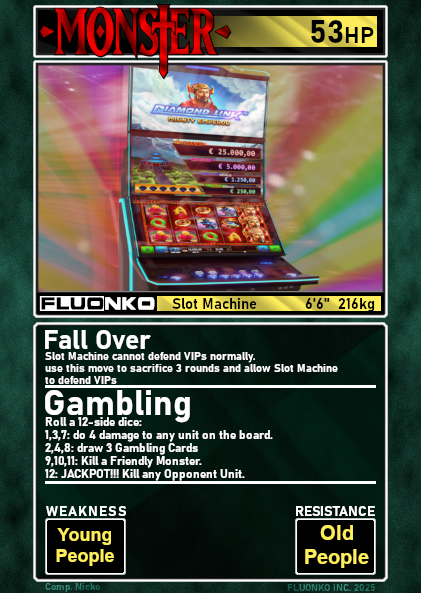 MONSTER
53HP
DIAMOND LINK
MIGHTY EMPEROR
€ 25.000,00
€ 5.000,00
€ 1.250,00
€ 250,00
FLUONKO Slot Machine 6'6" 216kg
Fall Over
Slot Machine cannot defend VIPs normally.
use this move to sacrifice 3 rounds and allow Slot Machine
to defend VIPs
Gambling
Roll a 12-side dice:
1,3,7: do 4 damage to any unit on the board.
2,4,8: draw 3 Gambling Cards
9,10,11: Kill a Friendly Monster.
12: JACKPOT!!! Kill any Opponent Unit.
WEAKNESS
Young
People
RESISTANCE
Old
People
Comp. Nicko
FLUONKO INC. 2025